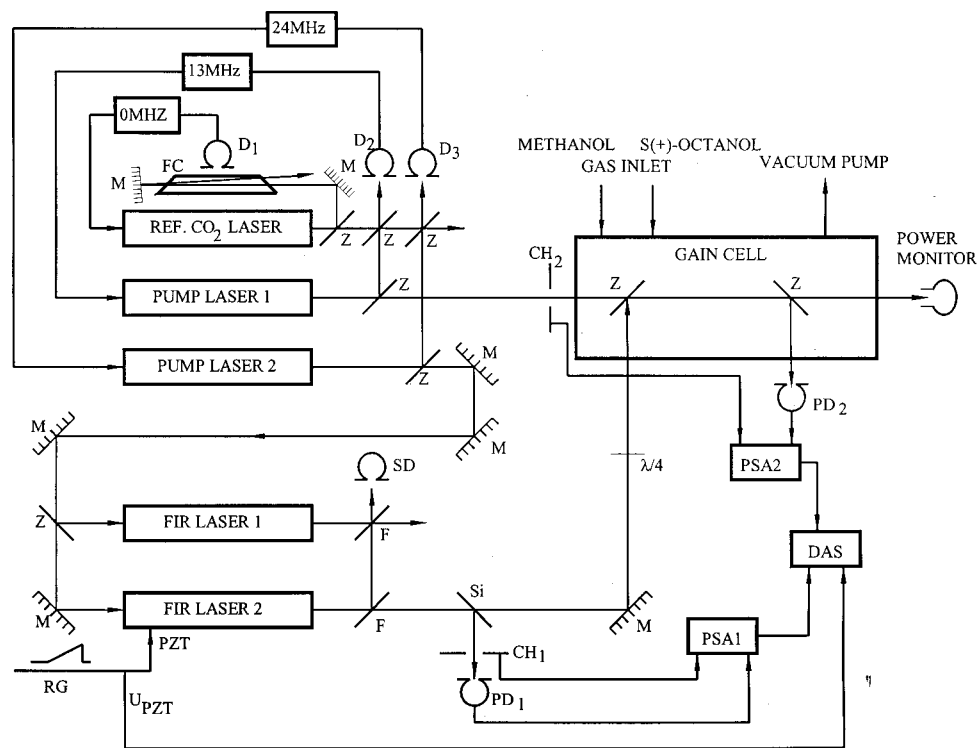 24MHz
13MHz
0MHZ
D1
D2
D3
M
FC
M
REF. CO2 LASER
Z
Z
Z
METHANOL S(+)-OCTANOL
GAS INLET
VACUUM PUMP
CH2
GAIN CELL
POWER
MONITOR
PUMP LASER 1
Z
Z
Z
PUMP LASER 2
Z
M
PD2
M
M
SD
λ/4
PSA2
Z
FIR LASER 1
F
DAS
M
FIR LASER 2
F
Si
M
PZT
CH1
PSA1
RG
UPZT
PD1
η